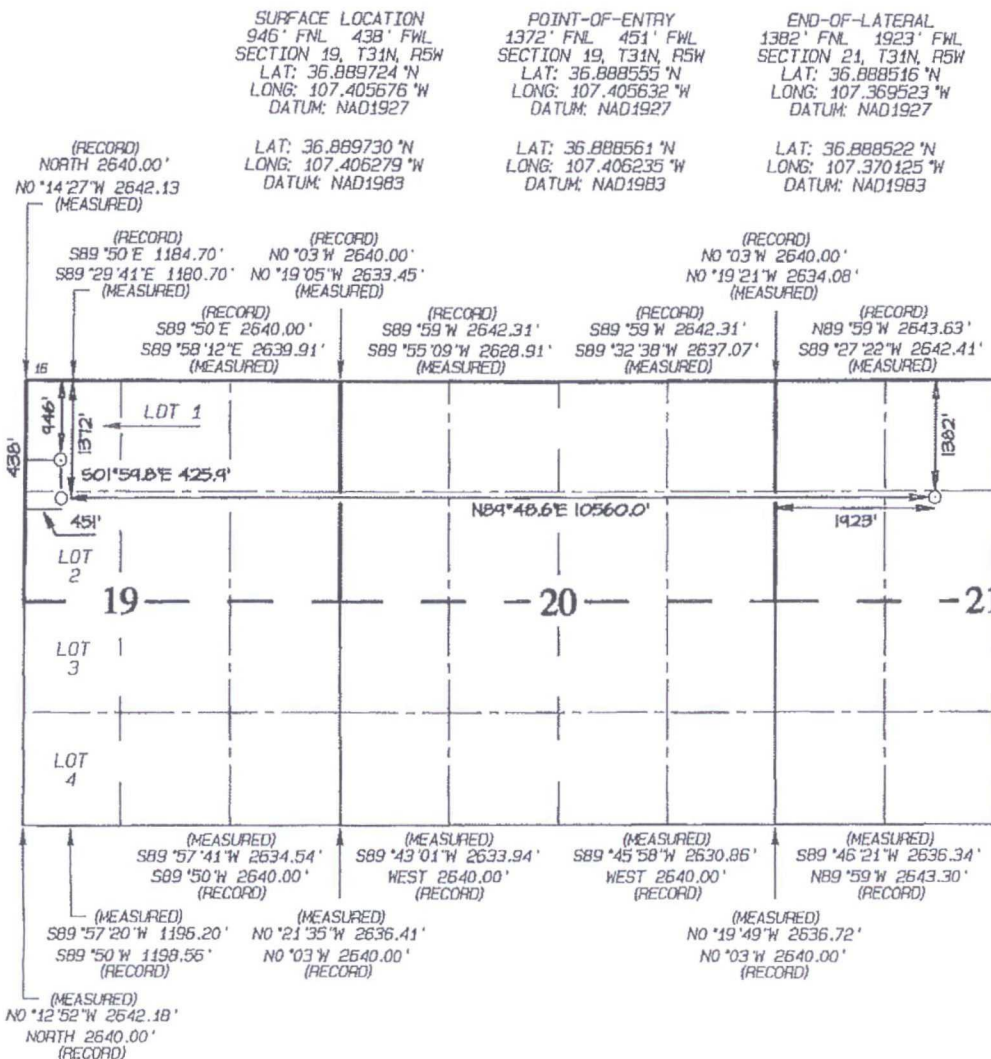 SURFACE LOCATION
946' FNL 438' FWL
SECTION 19, T31N, R5W
LAT: 36.889724 °N
LONG: 107.405676 °W
DATUM: NAD1927
LAT: 36.889730 °N
LONG: 107.406279 °W
DATUM: NAD1983
POINT-OF-ENTRY
1372' FNL 451' FWL
SECTION 19, T31N, R5W
LAT: 36.888555 °N
LONG: 107.405632 °W
DATUM: NAD1927
LAT: 36.888561 °N
LONG: 107.406235 °W
DATUM: NAD1983
END-OF-LATERAL
1382' FNL 1923' FWL
SECTION 21, T31N, R5W
LAT: 36.888516 °N
LONG: 107.369523 °W
DATUM: NAD1927
LAT: 36.888522 °N
LONG: 107.370125 °W
DATUM: NAD1983
(RECORD)
NORTH 2640.00'
N0 °14'27"W 2642.13
(MEASURED)
(RECORD)
S89 °50'E 1184.70'
S89 °29'41"E 1180.70'
(MEASURED)
(RECORD)
N0 °03'W 2640.00'
N0 °19'05"W 2633.45'
(MEASURED)
(RECORD)
N0 °03'W 2640.00'
N0 °19'21"W 2634.08'
(MEASURED)
(RECORD)
S89 °50'E 2640.00'
S89 °58'12"E 2639.91'
(MEASURED)
(RECORD)
S89 °59'W 2642.31'
S89 °55'09"W 2628.91'
(MEASURED)
(RECORD)
S89 °59'W 2642.31'
S89 °32'38"W 2637.07'
(MEASURED)
(RECORD)
N89 °59'W 2643.63'
S89 °27'22"W 2642.41'
(MEASURED)
16
438'
946'
1372'
LOT 1
1382'
S01°59.8'E 425.9'
N89°48.6'E 10560.0'
1923'
451'
LOT
2
19
20
21
LOT
3
LOT
4
(MEASURED)
S89 °57'41"W 2634.54'
S89 °50'W 2640.00'
(RECORD)
(MEASURED)
S89 °43'01"W 2633.94'
WEST 2640.00'
(RECORD)
(MEASURED)
S89 °45'58"W 2630.86'
WEST 2640.00'
(RECORD)
(MEASURED)
S89 °46'21"W 2636.34'
N89 °59'W 2643.30'
(RECORD)
(MEASURED)
S89 °57'20"W 1195.20'
S89 °50'W 1198.56'
(RECORD)
(MEASURED)
N0 °21'35"W 2636.41'
N0 °03'W 2640.00'
(RECORD)
(MEASURED)
N0 °19'49"W 2636.72'
N0 °03'W 2640.00'
(RECORD)
(MEASURED)
N0 °12'52"W 2642.18'
NORTH 2640.00'
(RECORD)